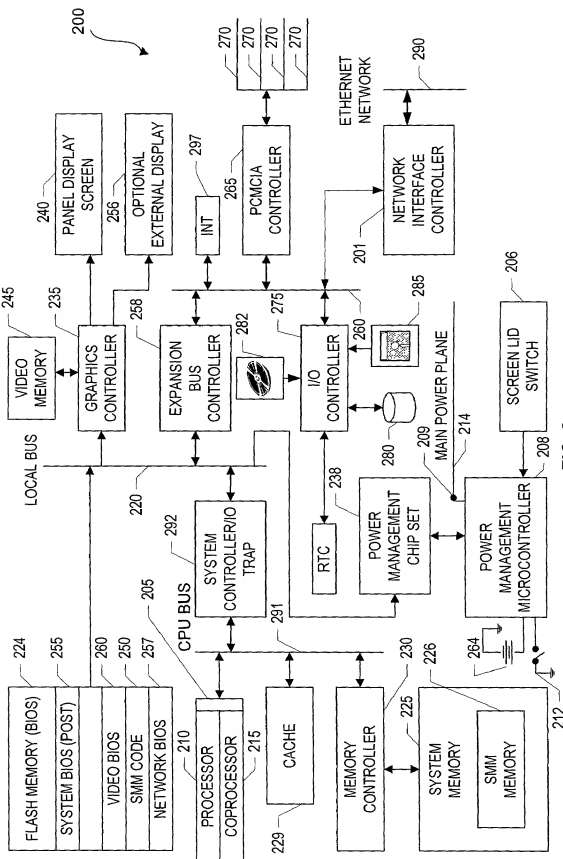 200
245
VIDEO
MEMORY
LOCAL BUS
235
GRAPHICS
CONTROLLER
240
PANEL DISPLAY
SCREEN
256
OPTIONAL
EXTERNAL DISPLAY
224
FLASH MEMORY (BIOS)
255
SYSTEM BIOS (POST)
260
VIDEO BIOS
250
SMM CODE
257
NETWORK BIOS
220
258
EXPANSION
BUS
CONTROLLER
INT
297
270
270
270
270
265
PCMCIA
CONTROLLER
292
SYSTEM
CONTROLLER/IO
TRAP
CPU BUS
205
210
PROCESSOR
COPROCESSOR
215
291
282
275
I/O
CONTROLLER
260
285
280
RTC
ETHERNET
NETWORK
290
201
NETWORK
INTERFACE
CONTROLLER
CACHE
229
238
POWER
MANAGEMENT
CHIP SET
MAIN POWER PLANE
209
214
206
SCREEN LID
SWITCH
MEMORY
CONTROLLER
230
225
SYSTEM
MEMORY
226
SMM
MEMORY
264
212
208
POWER
MANAGEMENT
MICROCONTROLLER